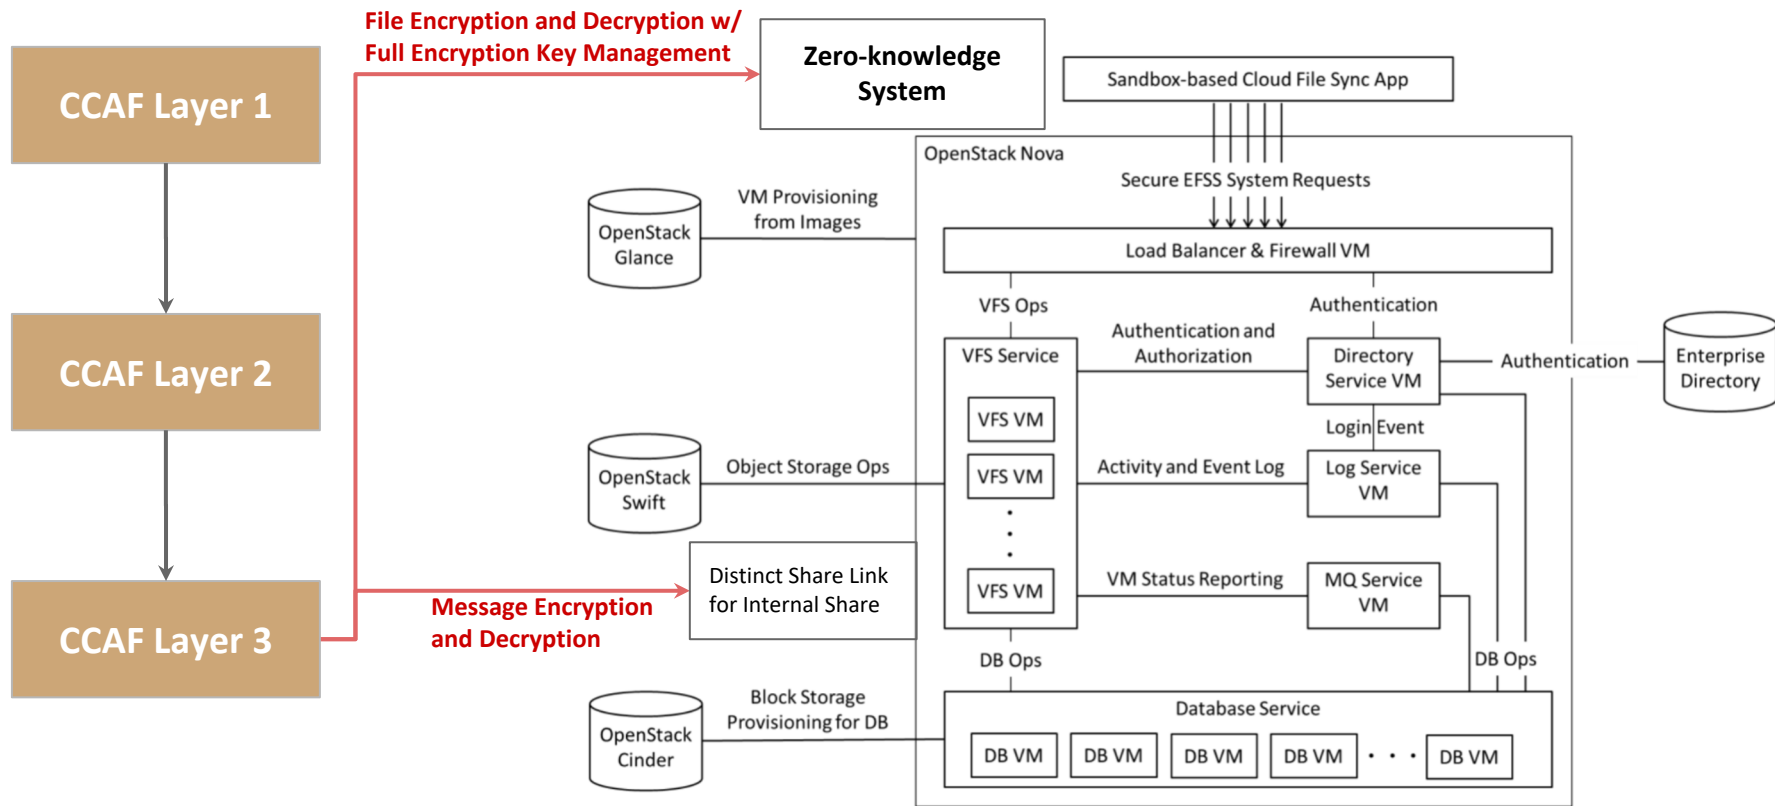 File Encryption and Decryption w/
Full Encryption Key Management
CCAF Layer 1
CCAF Layer 2
CCAF Layer 3
Message Encryption
and Decryption
Zero-knowledge
System
Sandbox-based Cloud File Sync App
OpenStack Nova
Secure EFSS System Requests
VM Provisioning
from Images
OpenStack
Glance
Load Balancer & Firewall VM
VFS Ops
Authentication
VFS Service
Authentication and
Authorization
Directory
Service VM
Authentication
Enterprise
Directory
VFS VM
Login Event
OpenStack
Swift
Object Storage Ops
VFS VM
Activity and Event Log
Log Service
VM
Distinct Share Link
for Internal Share
VFS VM
VM Status Reporting
MQ Service
VM
DB Ops
DB Ops
Block Storage
Provisioning for DB
OpenStack
Cinder
Database Service
DB VM
DB VM
DB VM
DB VM
DB VM